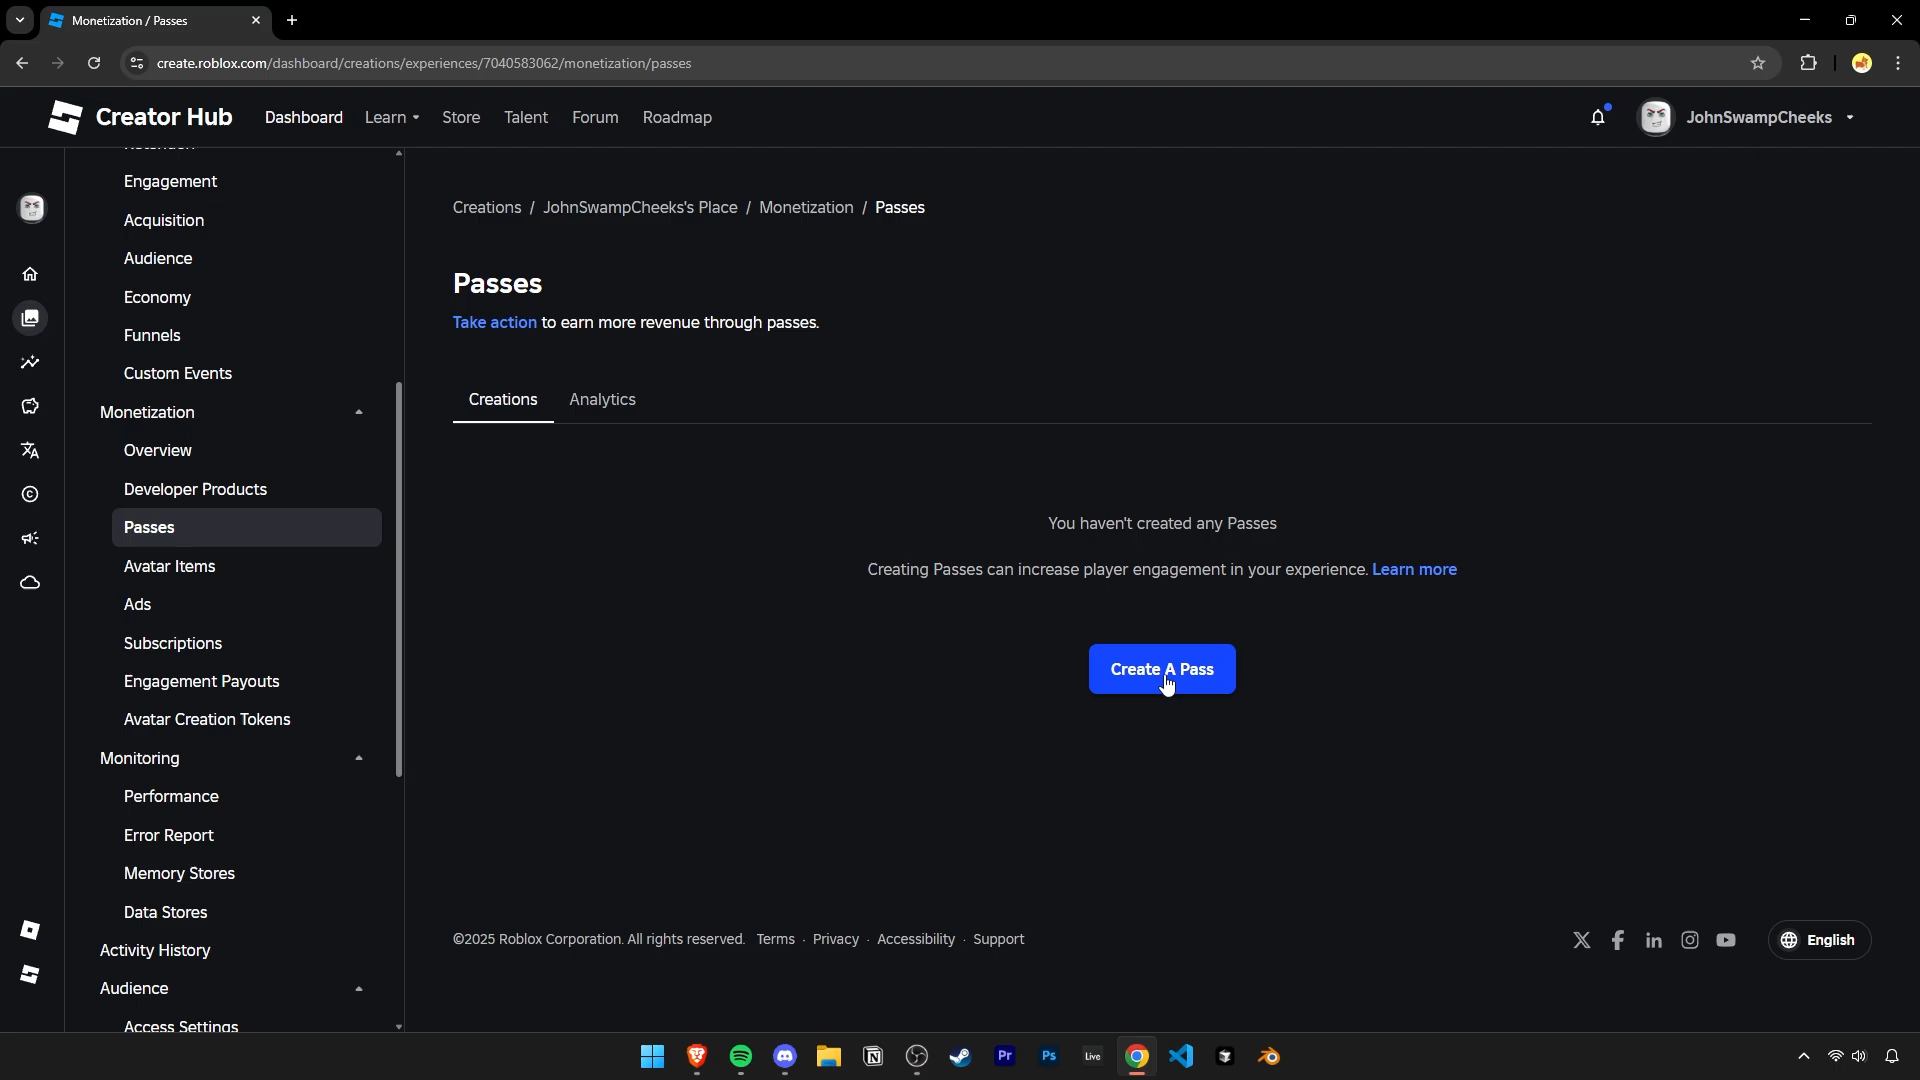 Monetization / Passes
create.roblox.com/dashboard/creations/experiences/7040583062/monetization/passes
Creator Hub
Dashboard
Learn
Store
Talent
Forum
Roadmap
JohnSwampCheeks
Engagement
Acquisition
Audience
Economy
Funnels
Custom Events
Monetization
Overview
Developer Products
Passes
Avatar Items
Ads
Subscriptions
Engagement Payouts
Avatar Creation Tokens
Monitoring
Performance
Error Report
Memory Stores
Data Stores
Activity History
Audience
Access Settings
Creations / JohnSwampCheeks's Place / Monetization / Passes
Passes
Take action to earn more revenue through passes.
Creations
Analytics
You haven't created any Passes
Creating Passes can increase player engagement in your experience. Learn more
Create A Pass
©2025 Roblox Corporation. All rights reserved. Terms · Privacy · Accessibility · Support
English
Pr
Ps
Live